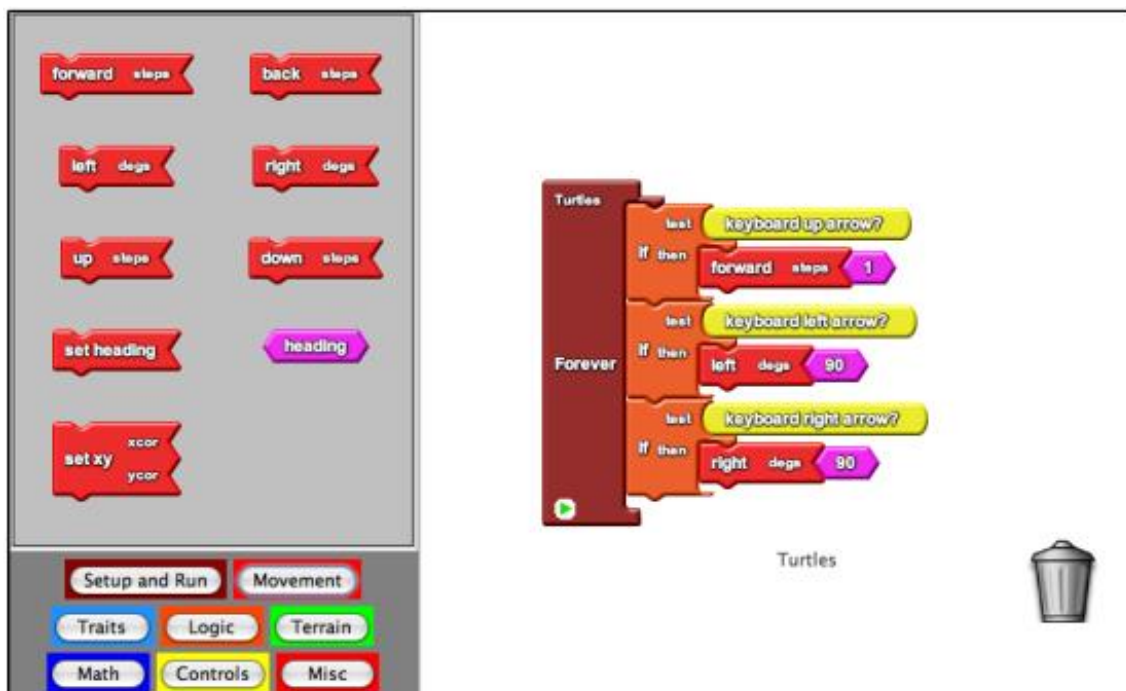 forward steps
back steps
left degs
right degs
up steps
down steps
set heading
heading
set xy xcor
ycor
Setup and Run
Movement
Traits
Logic
Terrain
Math
Controls
Misc
Turtles
Forever
test keyboard up arrow?
if then forward steps 1
test keyboard left arrow?
if then left degs 90
test keyboard right arrow?
if then right degs 90
Turtles